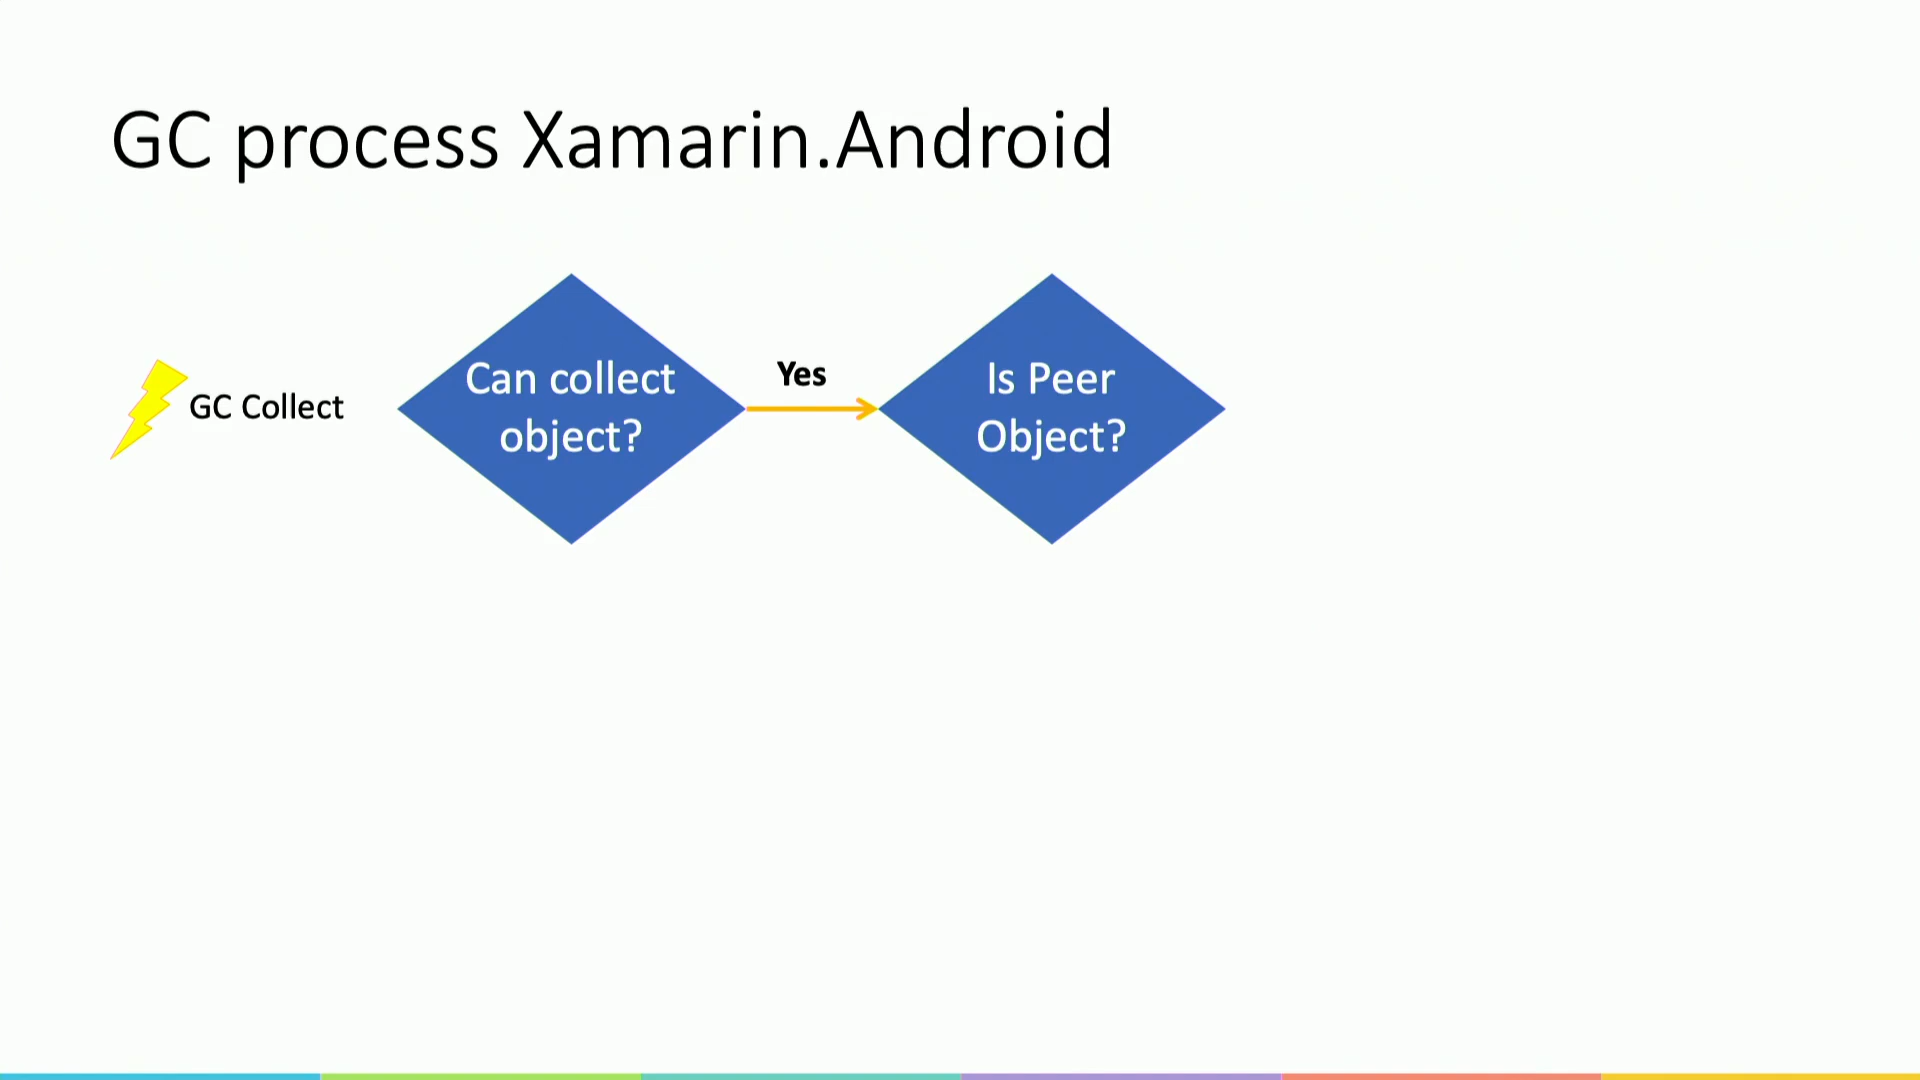 GC process Xamarin.Android
GC Collect
Can collect
object?
Yes
Is Peer
Object?